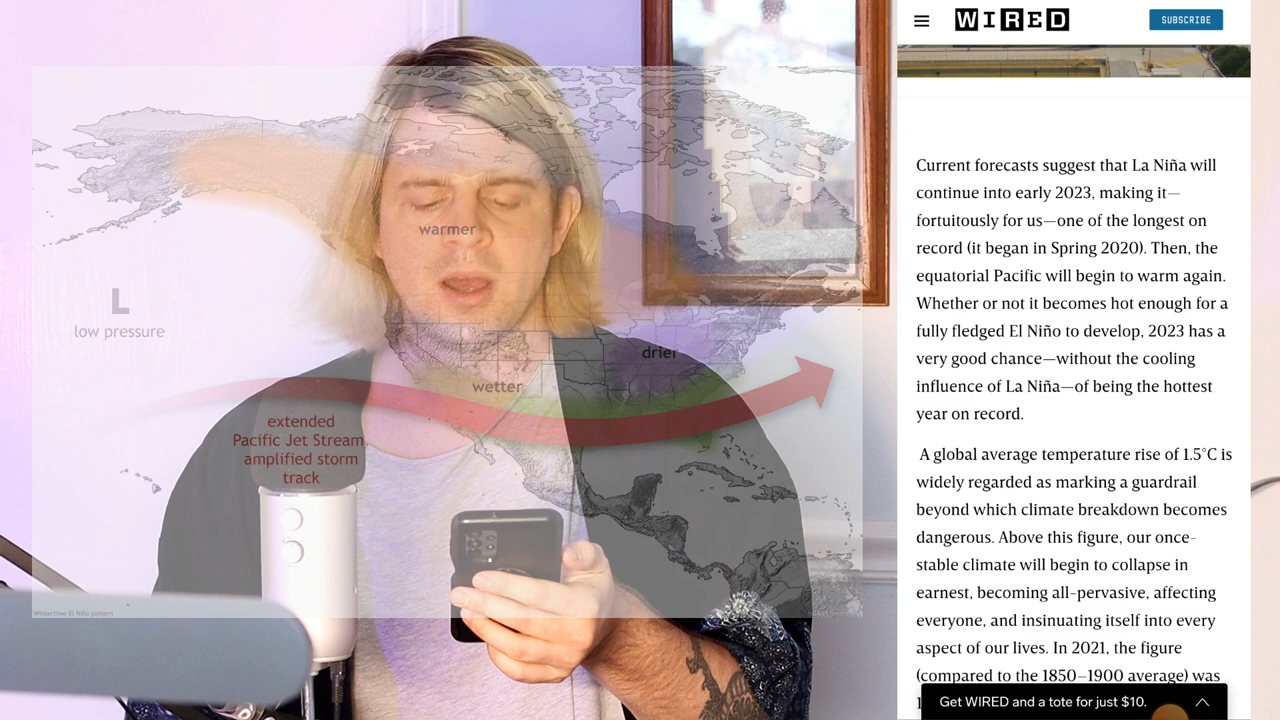 WIRED
SUBSCRIBE
warmer
L
low pressure
drier
wetter
extended
Pacific Jet Stream,
amplified storm
track
Wintertime El Niño pattern
Current forecasts suggest that La Niña will
continue into early 2023, making it—
fortuitously for us—one of the longest on
record (it began in Spring 2020). Then, the
equatorial Pacific will begin to warm again.
Whether or not it becomes hot enough for a
fully fledged El Niño to develop, 2023 has a
very good chance—without the cooling
influence of La Niña—of being the hottest
year on record.
A global average temperature rise of 1.5°C is
widely regarded as marking a guardrail
beyond which climate breakdown becomes
dangerous. Above this figure, our once-
stable climate will begin to collapse in
earnest, becoming all-pervasive, affecting
everyone, and insinuating itself into every
aspect of our lives. In 2021, the figure
(compared to the 1850–1900 average) was
Get WIRED and a tote for just $10.